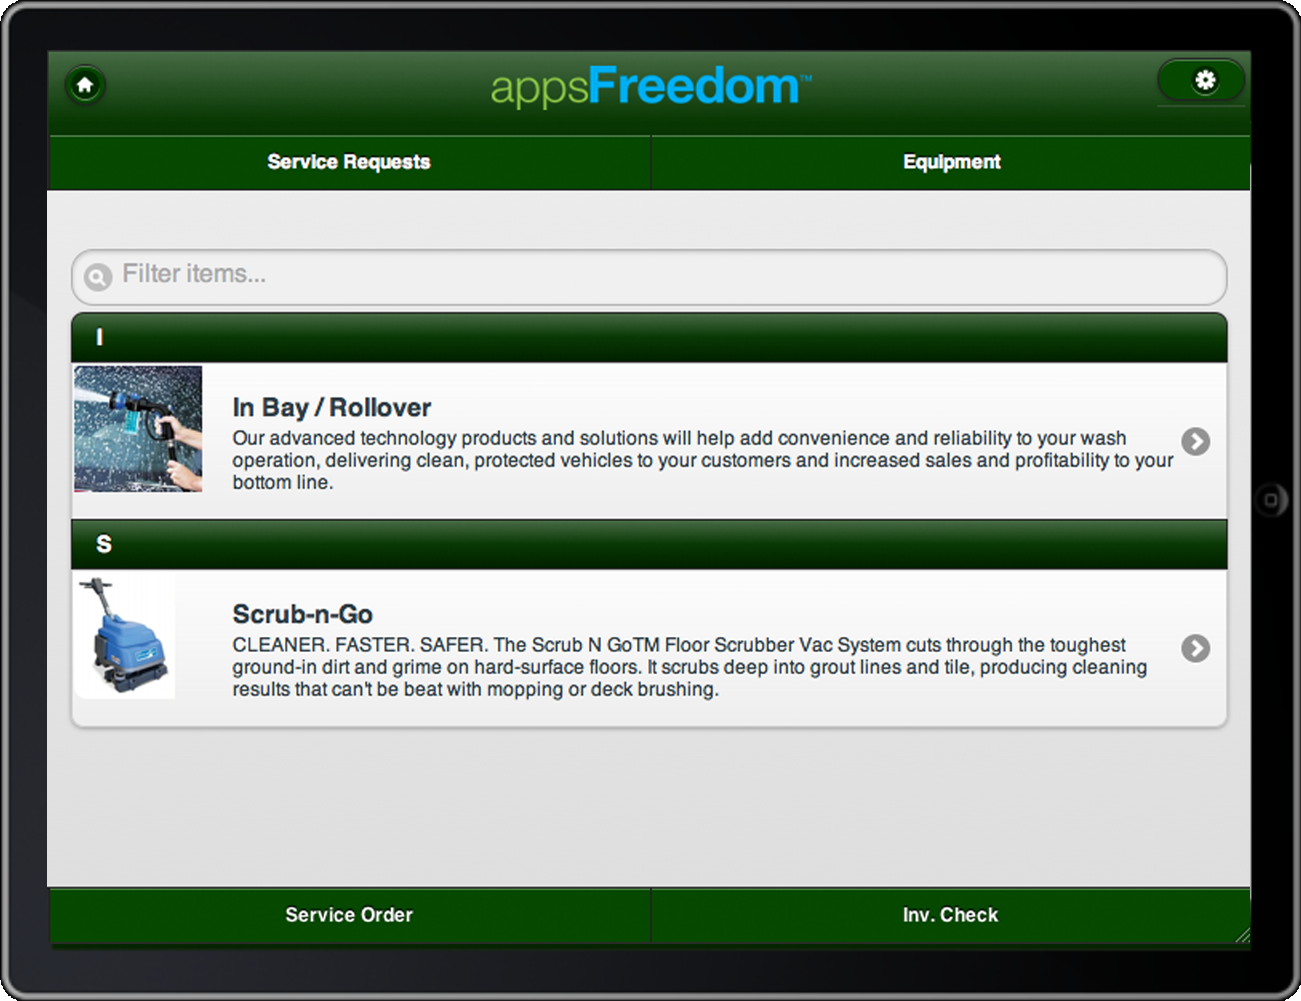 appsFreedom™
Service Requests
Equipment
Filter items...
I
In Bay / Rollover
Our advanced technology products and solutions will help add convenience and reliability to your wash
operation, delivering clean, protected vehicles to your customers and increased sales and profitability to your
bottom line.
S
Scrub-n-Go
CLEANER. FASTER. SAFER. The Scrub N GoTM Floor Scrubber Vac System cuts through the toughest
ground-in dirt and grime on hard-surface floors. It scrubs deep into grout lines and tile, producing cleaning
results that can't be beat with mopping or deck brushing.
Service Order
Inv. Check